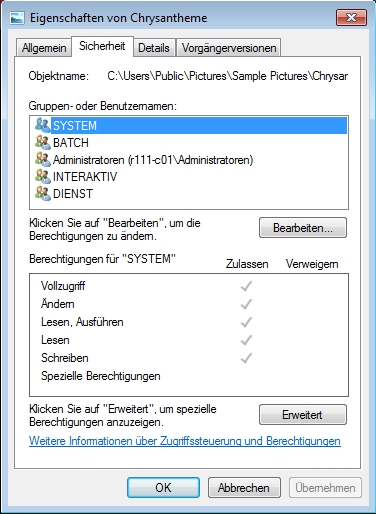 Eigenschaften von Chrysantheme
Allgemein Sicherheit Details Vorgängerversionen
Objektname: C:\Users\Public\Pictures\Sample Pictures\Chrysar
Gruppen- oder Benutzernamen:
SYSTEM
BATCH
Administratoren (r111-c01\Administratoren)
INTERAKTIV
DIENST
Klicken Sie auf "Bearbeiten", um die
Berechtigungen zu ändern.
Bearbeiten...
Berechtigungen für "SYSTEM" Zulassen Verweigern
Vollzugriff
Ändern
Lesen, Ausführen
Lesen
Schreiben
Spezielle Berechtigungen
Klicken Sie auf "Erweitert", um spezielle
Berechtigungen anzuzeigen.
Erweitert
Weitere Informationen über Zugriffssteuerung und Berechtigungen
OK Abbrechen Übernehmen